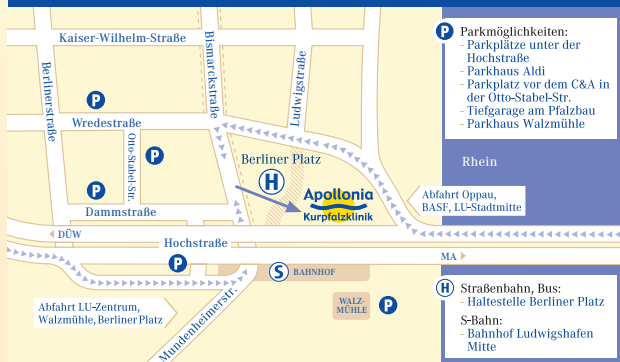 P Parkmöglichkeiten:
- Parkplätze unter der
Hochstraße
- Parkhaus Aldi
- Parkplatz vor dem C&A in
der Otto-Stabel-Str.
- Tiefgarage am Pfalzbau
- Parkhaus Walzmühle
Kaiser-Wilhelm-Straße
Berlinerstraße
Bismarckstraße
Ludwigstraße
P
Wredestraße
Otto-Stabel-Str.
P
Berliner Platz
H
Rhein
P
Apollonia
Kurpfalzklinik
Abfahrt Oppau,
BASF, LU-Stadtmitte
Dammstraße
DÜW
Hochstraße
MA
P
S BAHNHOF
Abfahrt LU-Zentrum,
Walzmühle, Berliner Platz
Mundenheimerstr.
WALZ-
MÜHLE
P
H Straßenbahn, Bus:
- Haltestelle Berliner Platz
S-Bahn:
- Bahnhof Ludwigshafen
Mitte